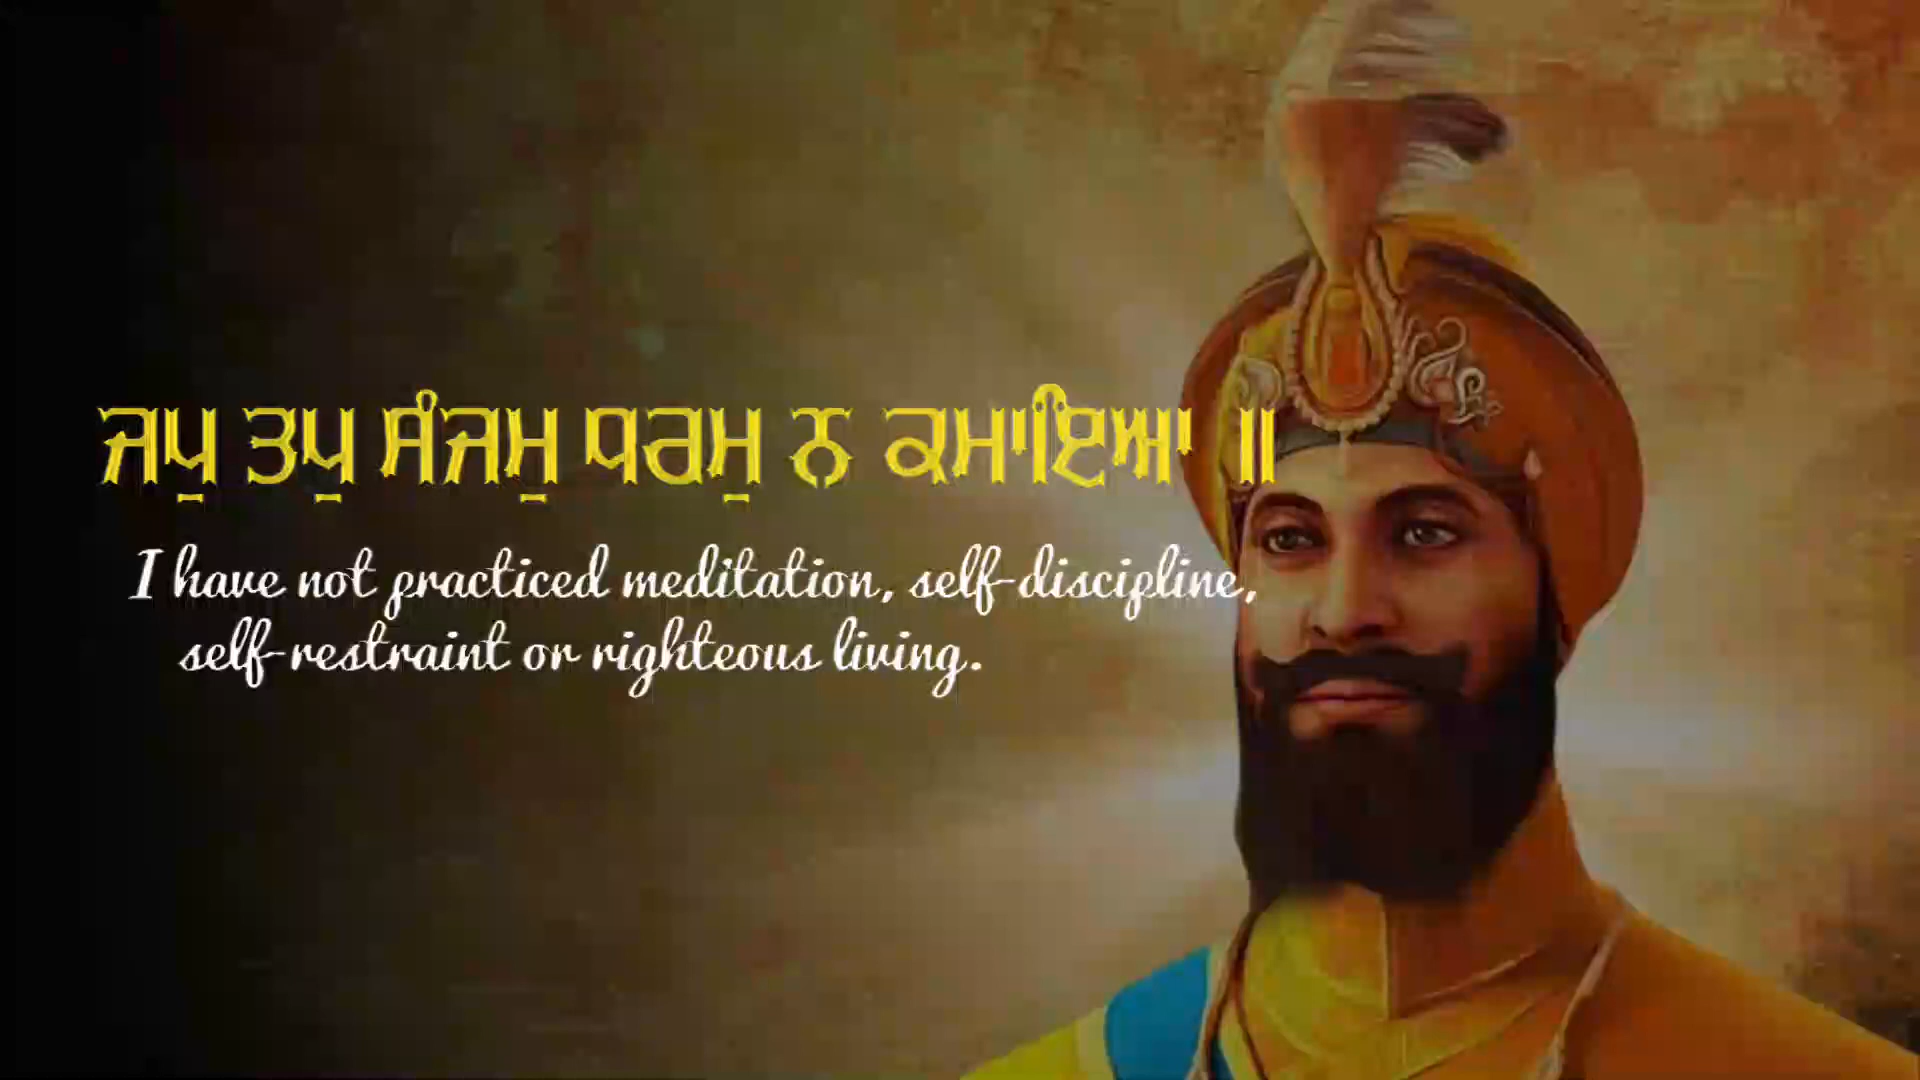 ਜਪੁ ਤਪੁ ਸੰਜਮੁ ਧਰਮੁ ਨ ਕਮਾਇਆ ॥
I have not practiced meditation, self-discipline,
self-restraint or righteous living.